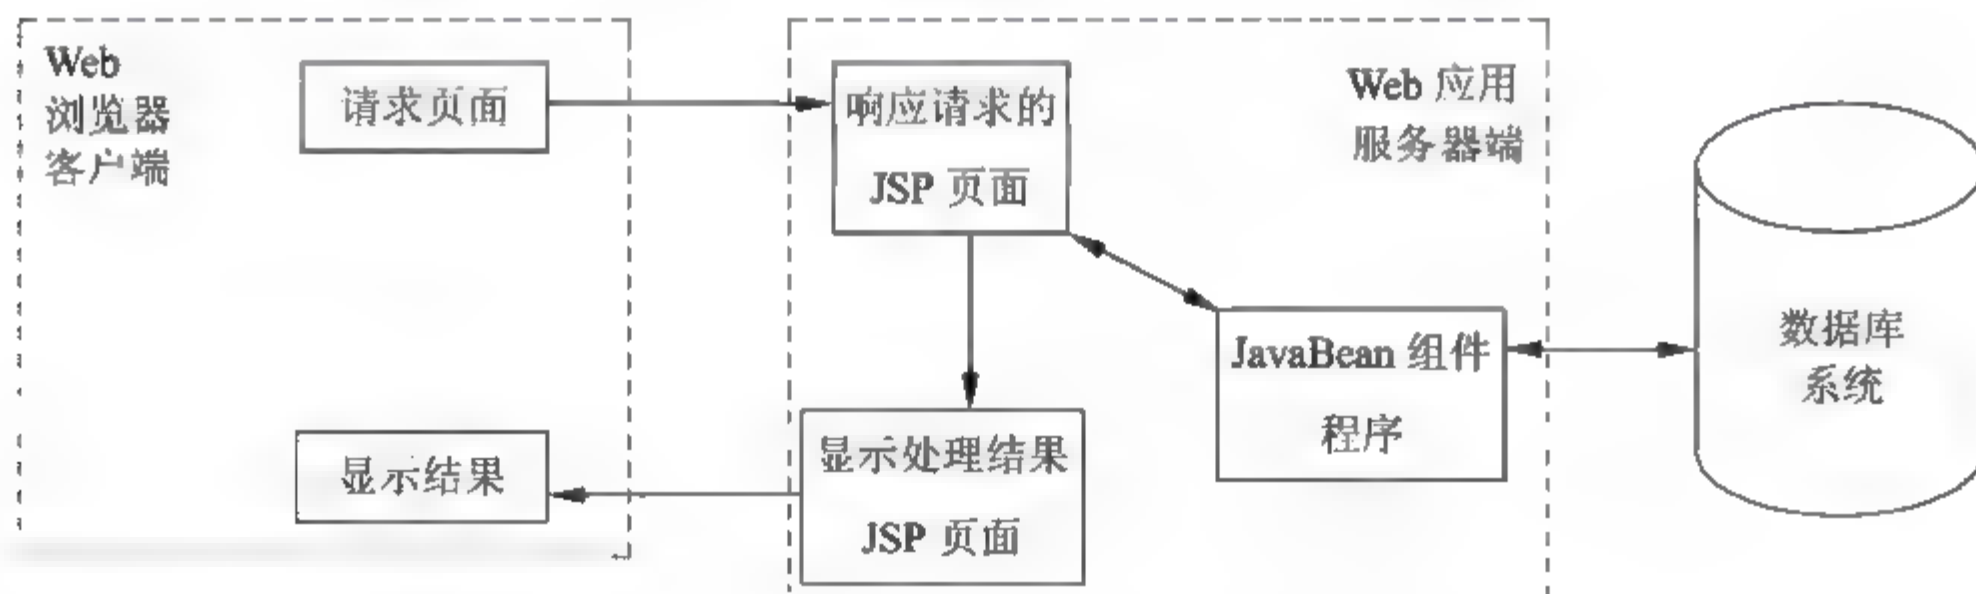 Web
浏览器
客户端
请求页面
响应请求的
JSP 页面
Web 应用
服务器端
JavaBean 组件
程序
数据库
系统
显示处理结果
JSP 页面
显示结果